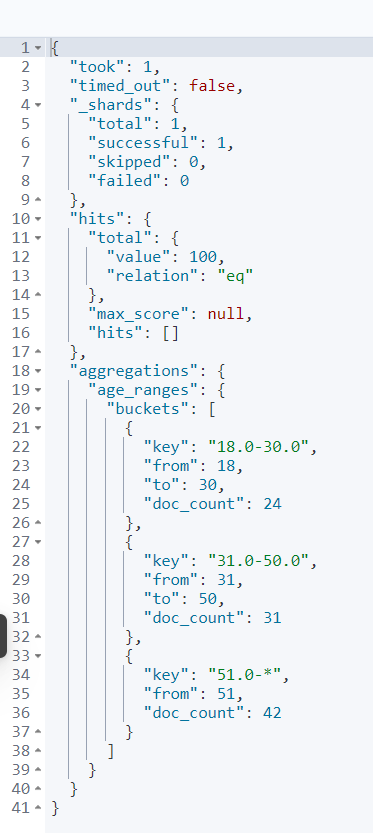 1 {
2 "took": 1,
3 "timed_out": false,
4 "_shards": {
5 "total": 1,
6 "successful": 1,
7 "skipped": 0,
8 "failed": 0
9 },
10 "hits": {
11 "total": {
12 "value": 100,
13 "relation": "eq"
14 },
15 "max_score": null,
16 "hits": []
17 },
18 "aggregations": {
19 "age_ranges": {
20 "buckets": [
21 {
22 "key": "18.0-30.0",
23 "from": 18,
24 "to": 30,
25 "doc_count": 24
26 },
27 {
28 "key": "31.0-50.0",
29 "from": 31,
30 "to": 50,
31 "doc_count": 31
32 },
33 {
34 "key": "51.0-*",
35 "from": 51,
36 "doc_count": 42
37 }
38 ]
39 }
40 }
41 }